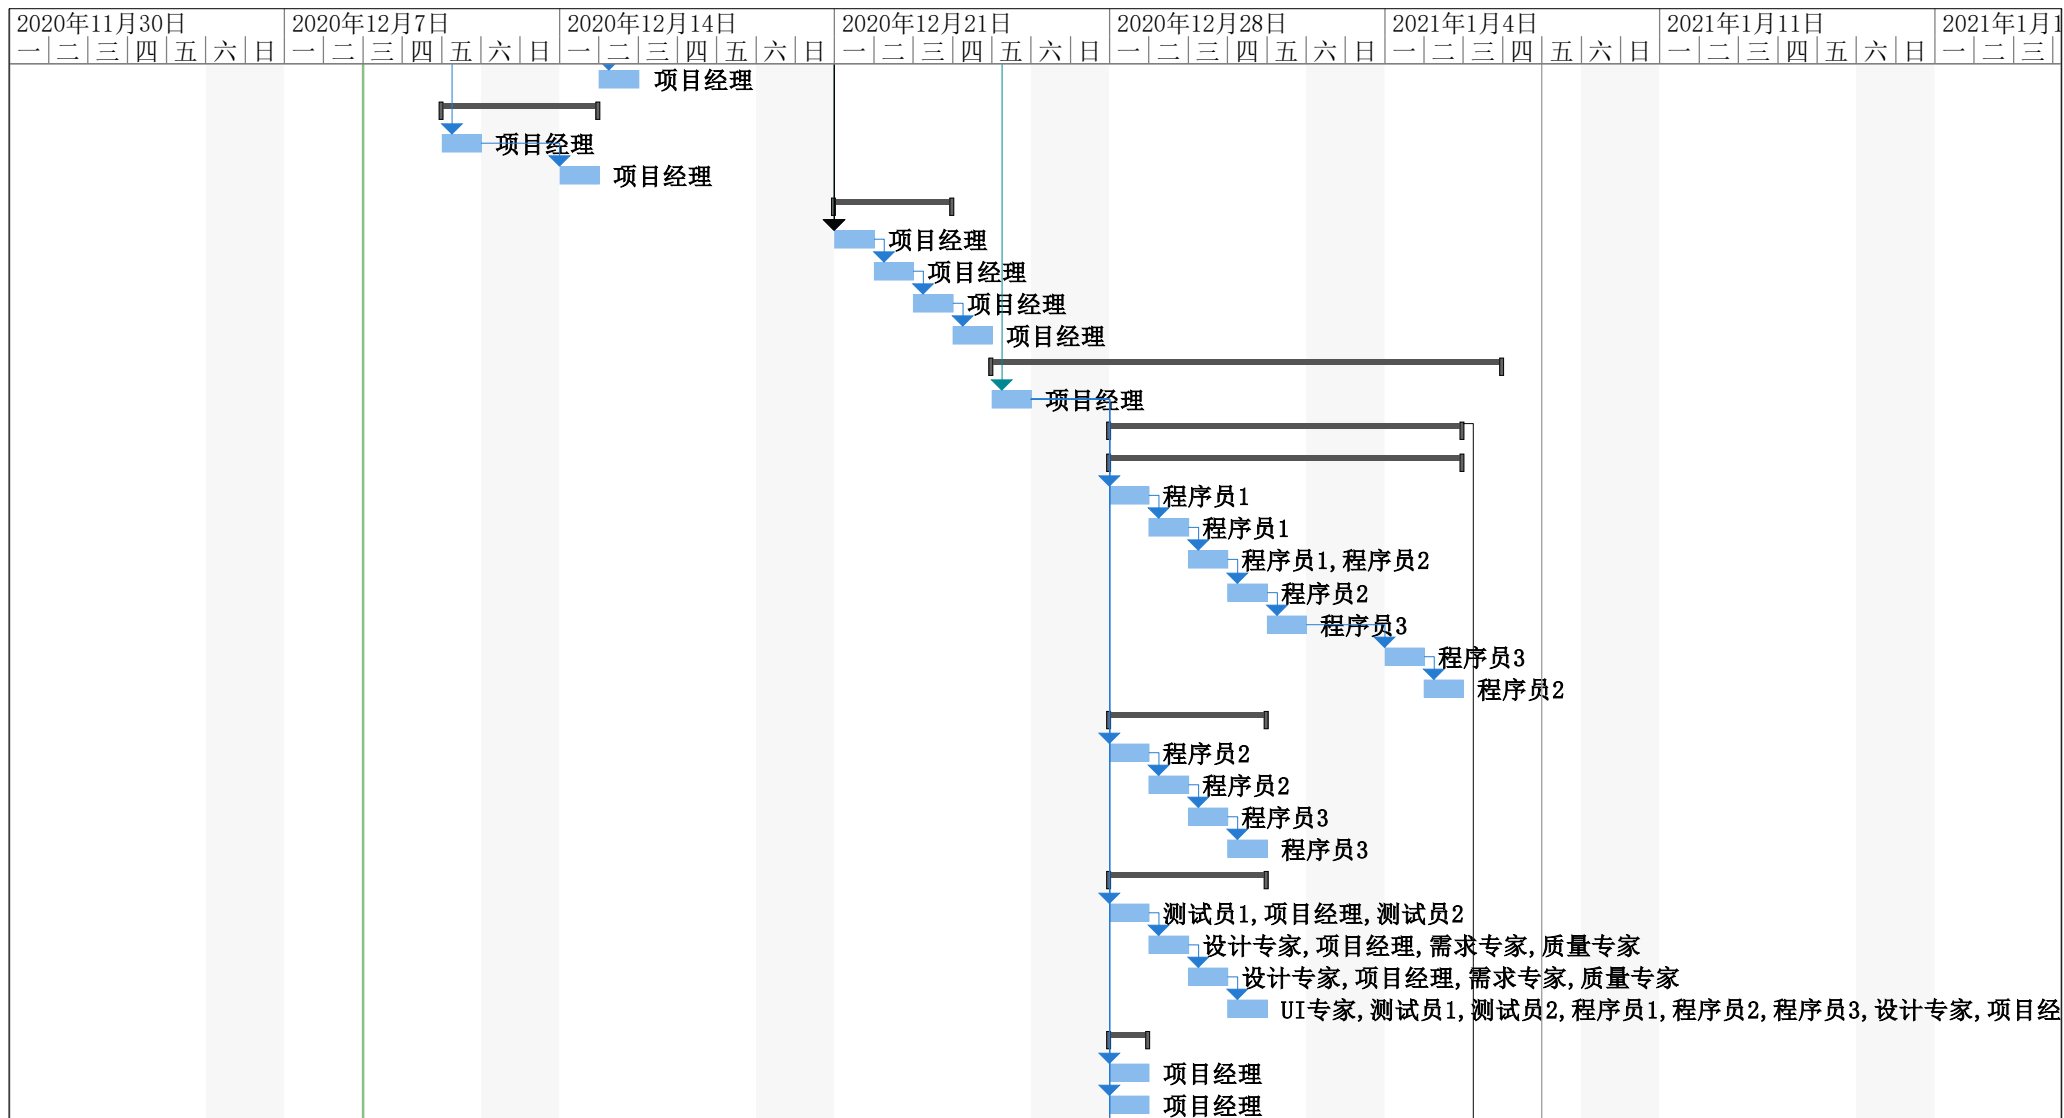 2020年11月30日 2020年12月7日 2020年12月14日 2020年12月21日 2020年12月28日 2021年1月4日 2021年1月11日 2021年1月1
一 二 三 四 五 六 日 一 二 三 四 五 六 日 一 二 三 四 五 六 日 一 二 三 四 五 六 日 一 二 三 四 五 六 日 一 二 三 四 五 六 日 一 二 三 四 五 六 日 一 二 三
项目经理
项目经理
项目经理
项目经理
项目经理
项目经理
项目经理
项目经理
程序员1
程序员1
程序员1,程序员2
程序员2
程序员3
程序员3
程序员2
程序员2
程序员2
程序员3
程序员3
测试员1,项目经理,测试员2
设计专家,项目经理,需求专家,质量专家
设计专家,项目经理,需求专家,质量专家
UI专家,测试员1,测试员2,程序员1,程序员2,程序员3,设计专家,项目经
项目经理
项目经理